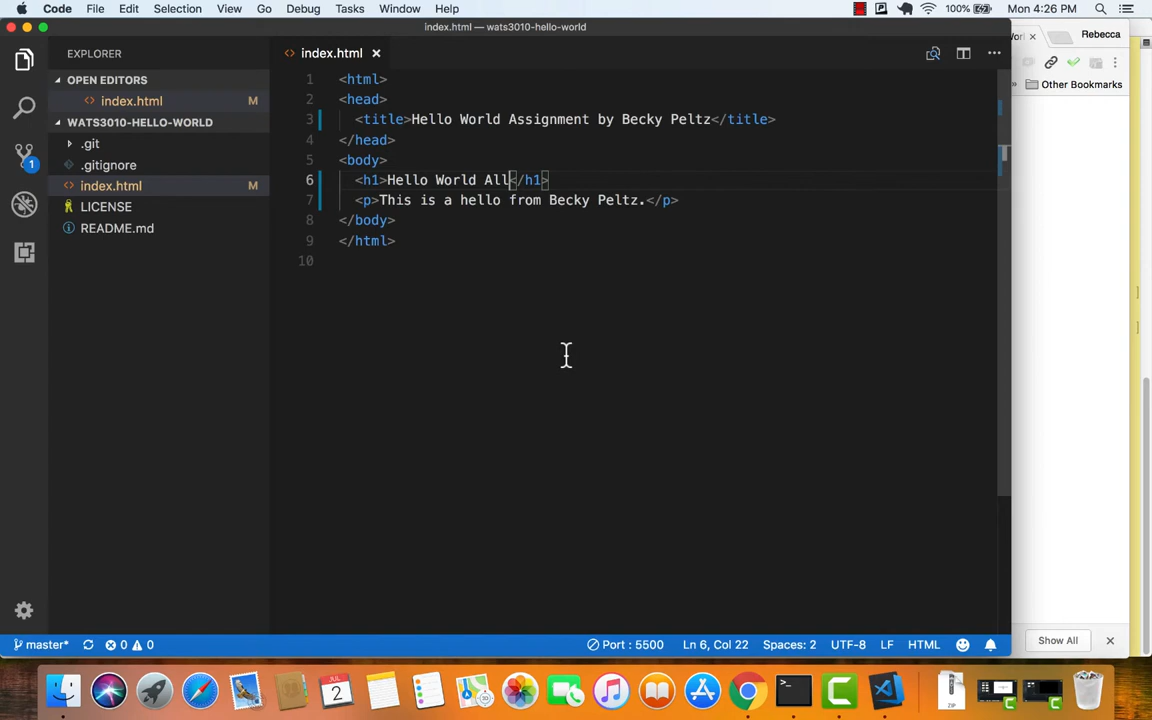 Code File Edit Selection View Go Debug Tasks Window Help 100% Mon 4:26 PM
index.html — wats3010-hello-world
Rebecca
EXPLORER
index.html
OPEN EDITORS
Other Bookmarks
index.html M
WATS3010-HELLO-WORLD
.git
.gitignore
index.html M
LICENSE
README.md
1
1 <html>
2 <head>
3 <title>Hello World Assignment by Becky Peltz</title>
4 </head>
5 <body>
6 <h1>Hello World All</h1>
7 <p>This is a hello from Becky Peltz.</p>
8 </body>
9 </html>
10
master* 0 0 Port : 5500 Ln 6, Col 22 Spaces: 2 UTF-8 LF HTML
Show All
JUL
2
ZIP